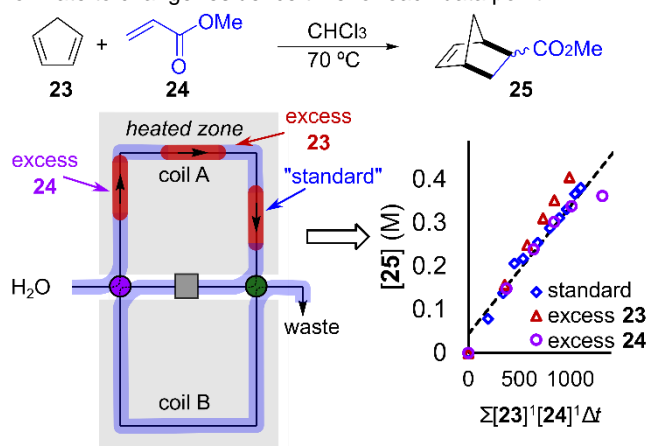 CHCl3
CO2Me
OMe
O
+
70 ºC
23
24
25
heated zone
excess
23
excess
24
coil A
"standard"
H2O
waste
coil B
[25] (M)
0.4
0.3
0.2
0.1
0
standard
excess 23
excess 24
500 1000
Σ[23]¹[24]¹Δt